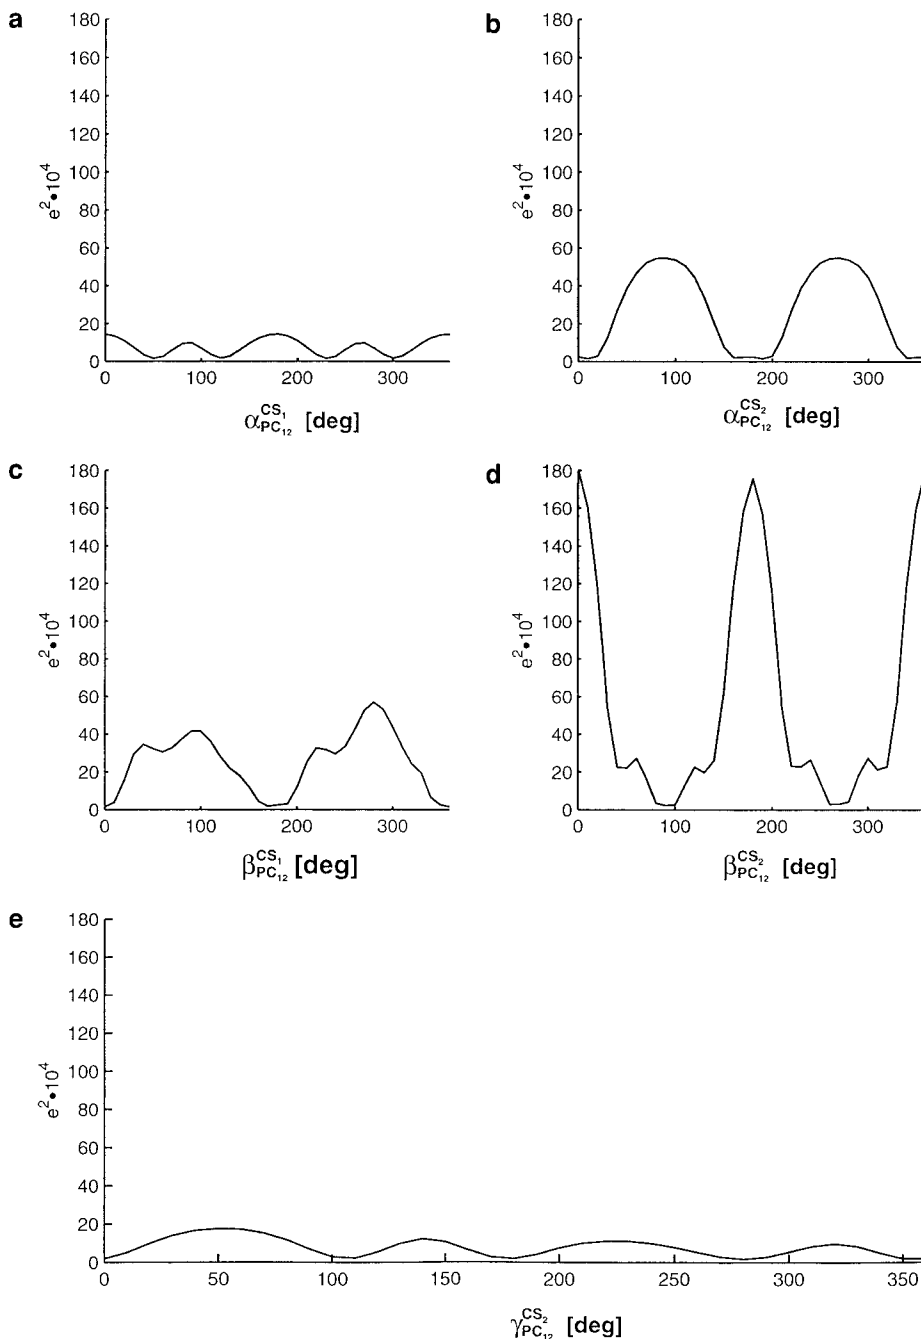 a
180
160
140
120
100
80
60
40
20
0
e²•10⁴
0 100 200 300
α_{PC₁₂}^{CS₁} [deg]
b
180
160
140
120
100
80
60
40
20
0
e²•10⁴
0 100 200 300
α_{PC₁₂}^{CS₂} [deg]
c
180
160
140
120
100
80
60
40
20
0
e²•10⁴
0 100 200 300
β_{PC₁₂}^{CS₁} [deg]
d
180
160
140
120
100
80
60
40
20
0
e²•10⁴
0 100 200 300
β_{PC₁₂}^{CS₂} [deg]
e
180
160
140
120
100
80
60
40
20
0
e²•10⁴
0 50 100 150 200 250 300 350
γ_{PC₁₂}^{CS₂} [deg]